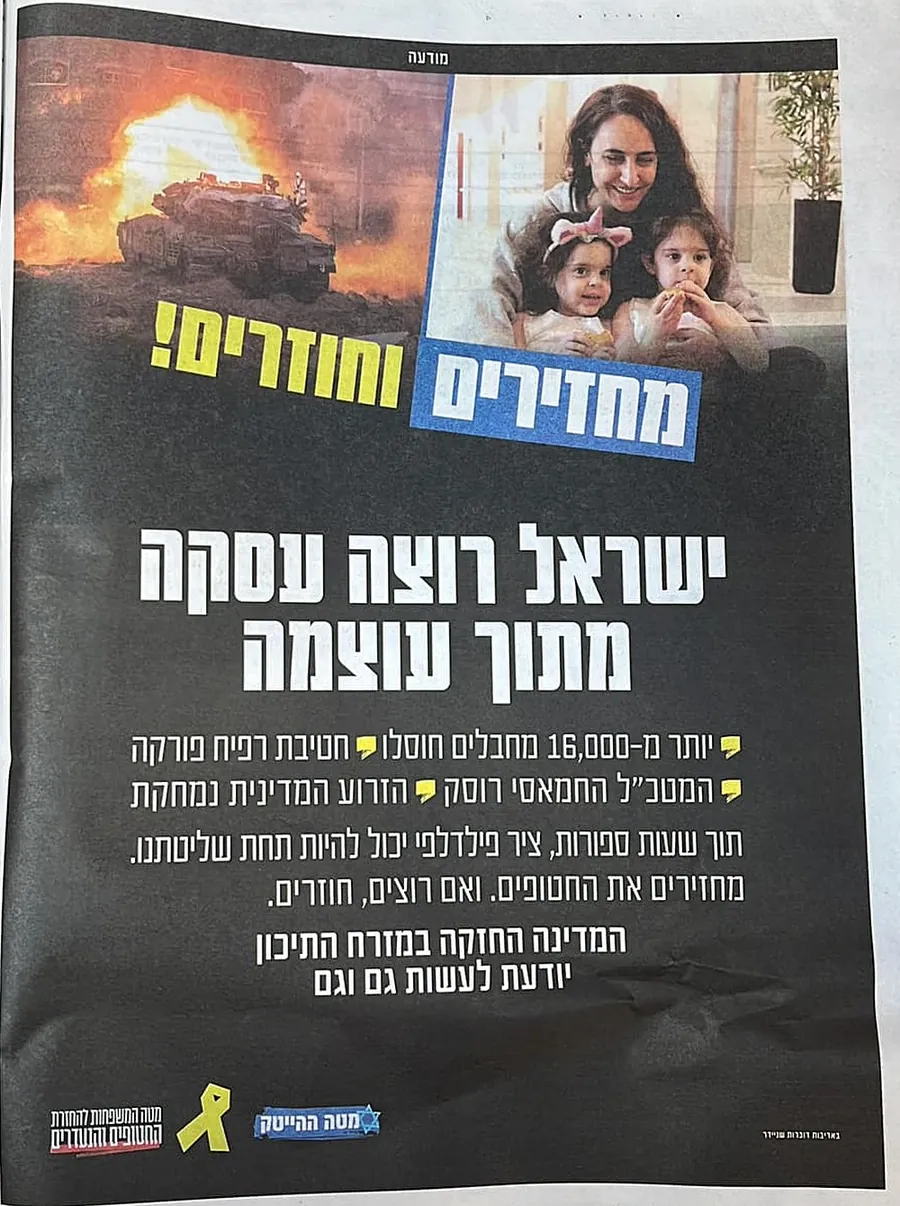 מודעה
מחזירים
וחוזרים!
ישראל רוצה עסקה
מתוך עוצמה
יותר מ-16,000 מחבלים חוסלו חטיבת רפיח פורקה
המטכ"ל החמאסי רוסק הזרוע המדינית נמחקת
תוך שעות ספורות, ציר פילדלפי יכול להיות תחת שליטתנו.
מחזירים את החטופים. ואם רוצים, חוזרים.
המדינה החזקה במזרח התיכון
יודעת לעשות גם וגם
מטה ההייטק
מטה המשפחות להחזרת
החטופים והנעדרים
באדיבות דוברות שניידר